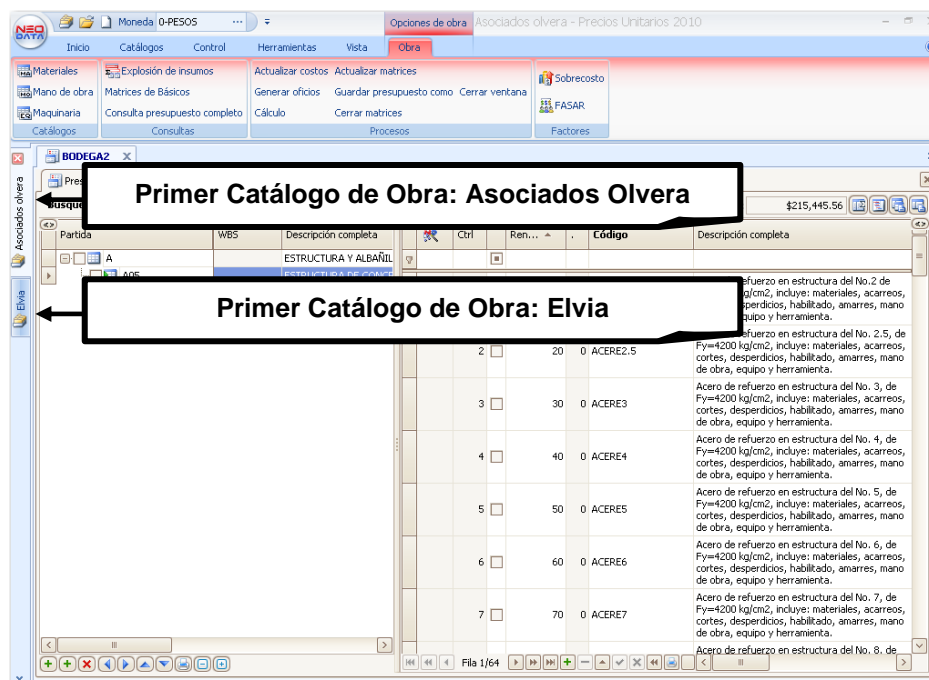 NEO
DATA
Moneda 0-PESOS ...
Opciones de obra Asociados olvera - Precios Unitarios 2010
Inicio Catálogos Control Herramientas Vista Obra
Materiales Explosión de insumos Actualizar costos Actualizar matrices Sobrecosto
Mano de obra Matrices de Básicos Generar oficios Guardar presupuesto como Cerrar ventana
FASAR
Maquinaria Consulta presupuesto completo Cálculo Cerrar matrices
Catálogos Consultas Procesos Factores
BODEGA2 X
Asociados olvera
Elvia
Pres
Primer Catálogo de Obra: Asociados Olvera
$215,445.56
Partida WBS Descripción completa Ctrl Ren... . Código Descripción completa
A ESTRUCTURA Y ALBAÑIL
A05 ESTRUCTURA DE CONCE
Primer Catálogo de Obra: Elvia
efuerzo en estructura del No.2 de
g/cm2, incluye: materiales, acarreos,
sperdicios, habilitado, amarres, mano
quipo y herramienta.
efuerzo en estructura del No. 2.5, de
2 20 0 ACERE2.5 Fy=4200 kg/cm2, incluye: materiales, acarreos,
cortes, desperdicios, habilitado, amarres, mano
de obra, equipo y herramienta.
Acero de refuerzo en estructura del No. 3, de
3 30 0 ACERE3 Fy=4200 kg/cm2, incluye: materiales, acarreos,
cortes, desperdicios, habilitado, amarres, mano
de obra, equipo y herramienta.
Acero de refuerzo en estructura del No. 4, de
4 40 0 ACERE4 Fy=4200 kg/cm2, incluye: materiales, acarreos,
cortes, desperdicios, habilitado, amarres, mano
de obra, equipo y herramienta.
Acero de refuerzo en estructura del No. 5, de
5 50 0 ACERE5 Fy=4200 kg/cm2, incluye: materiales, acarreos,
cortes, desperdicios, habilitado, amarres, mano
de obra, equipo y herramienta.
Acero de refuerzo en estructura del No. 6, de
6 60 0 ACERE6 Fy=4200 kg/cm2, incluye: materiales, acarreos,
cortes, desperdicios, habilitado, amarres, mano
de obra, equipo y herramienta.
Acero de refuerzo en estructura del No. 7, de
7 70 0 ACERE7 Fy=4200 kg/cm2, incluye: materiales, acarreos,
cortes, desperdicios, habilitado, amarres, mano
de obra, equipo y herramienta.
Acero de refuerzo en estructura del No. 8, de
Fila 1/64